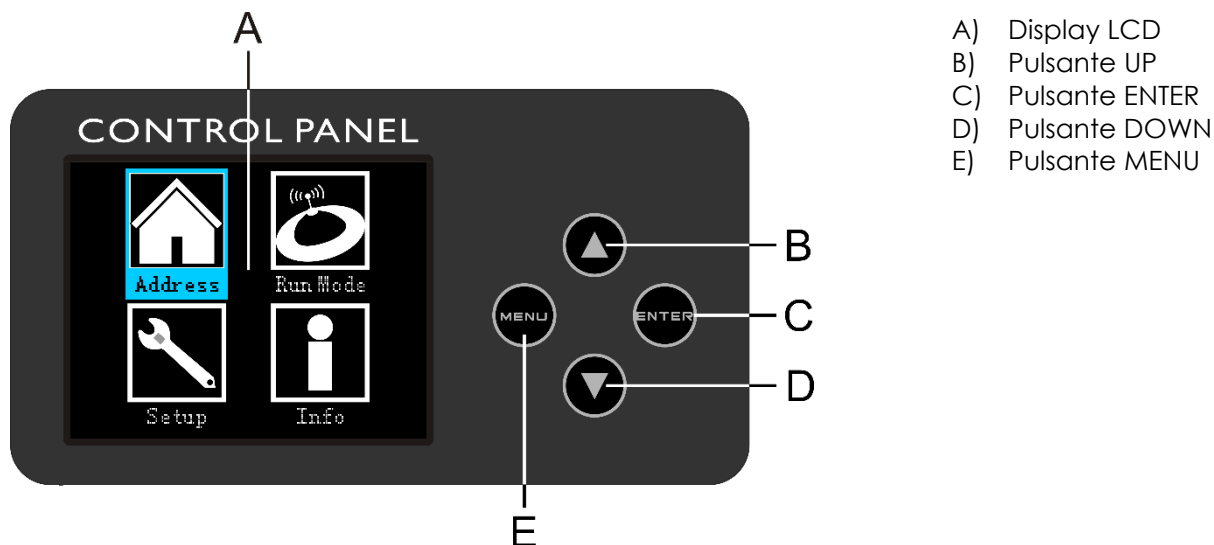 A
CONTROL PANEL
Address
Run Mode
Setup
Info
MENU
ENTER
B
C
D
E
A) Display LCD
B) Pulsante UP
C) Pulsante ENTER
D) Pulsante DOWN
E) Pulsante MENU